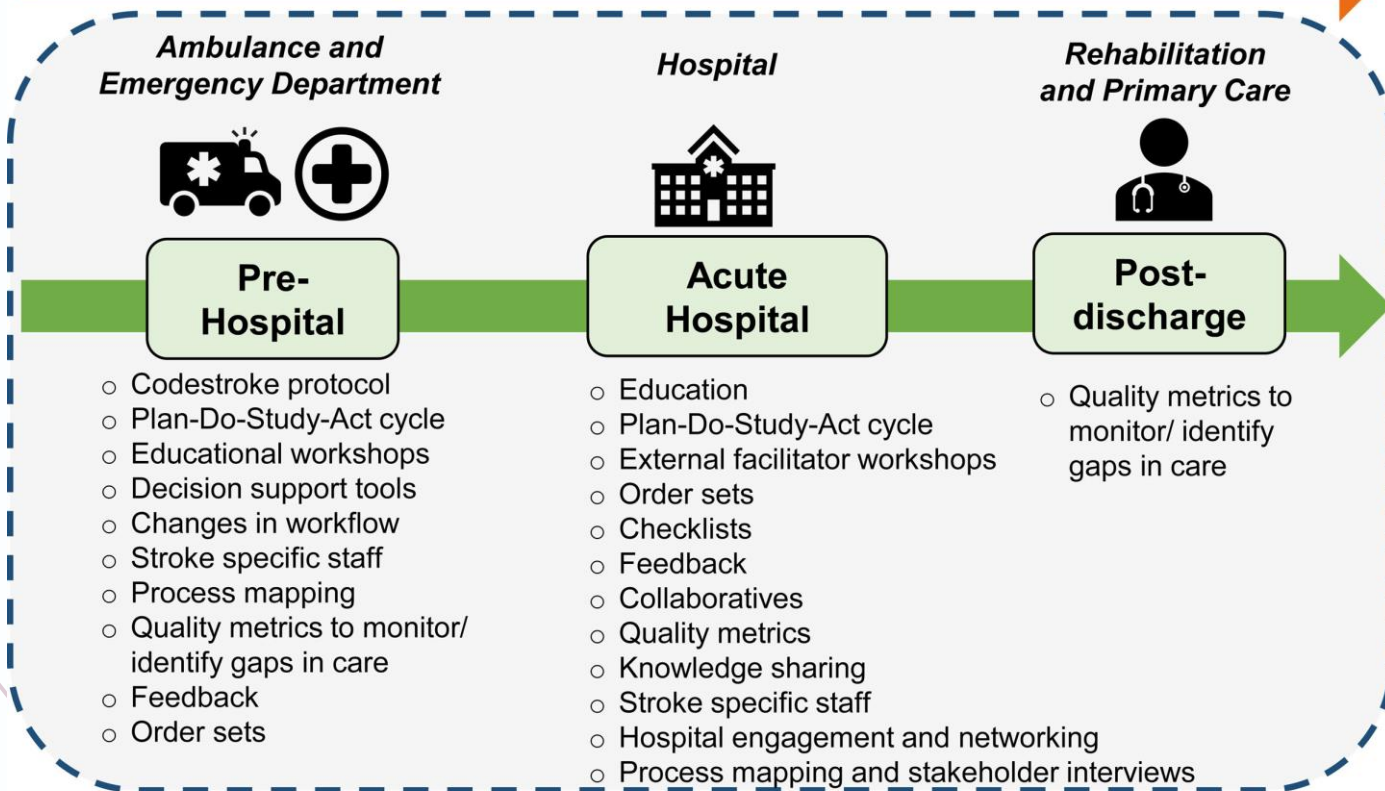 Ambulance and
Emergency Department
Hospital
Rehabilitation
and Primary Care
Pre-
Hospital
Acute
Hospital
Post-
discharge
○ Codestroke protocol
○ Plan-Do-Study-Act cycle
○ Educational workshops
○ Decision support tools
○ Changes in workflow
○ Stroke specific staff
○ Process mapping
○ Quality metrics to monitor/
identify gaps in care
○ Feedback
○ Order sets
○ Education
○ Plan-Do-Study-Act cycle
○ External facilitator workshops
○ Order sets
○ Checklists
○ Feedback
○ Collaboratives
○ Quality metrics
○ Knowledge sharing
○ Stroke specific staff
○ Hospital engagement and networking
○ Process mapping and stakeholder interviews
○ Quality metrics to
monitor/ identify
gaps in care